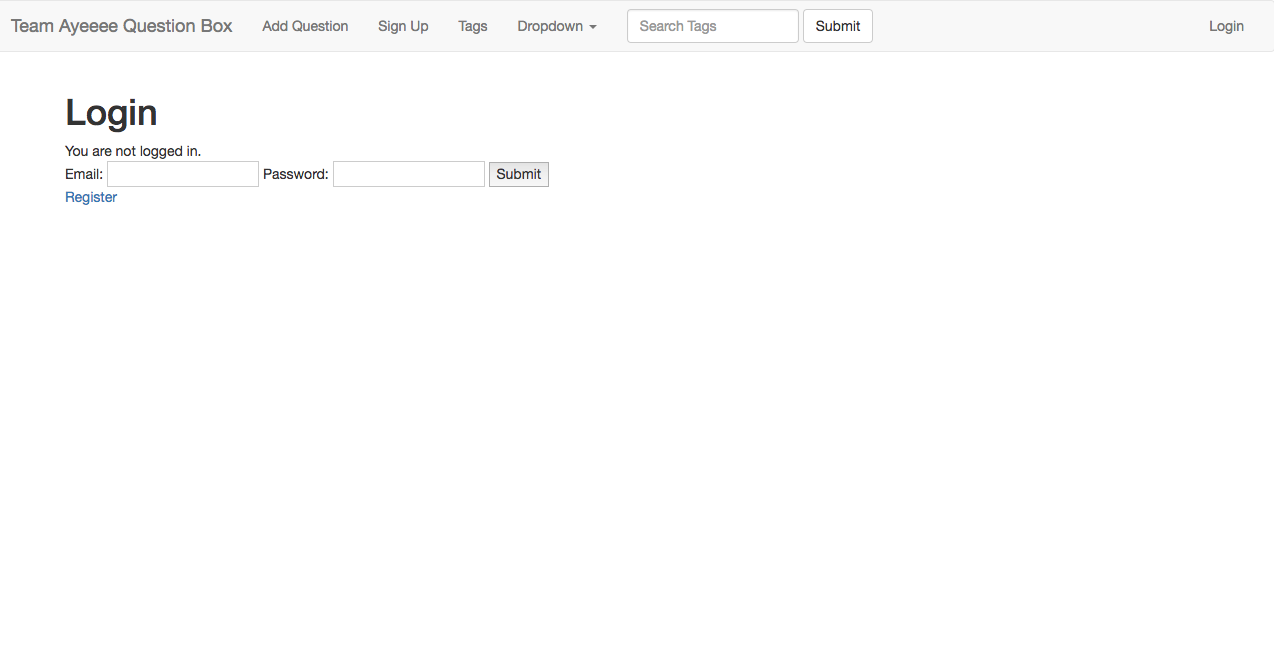 Team Ayeeee Question Box Add Question Sign Up Tags Dropdown Search Tags Submit Login
Login
You are not logged in.
Email: Password: Submit
Register